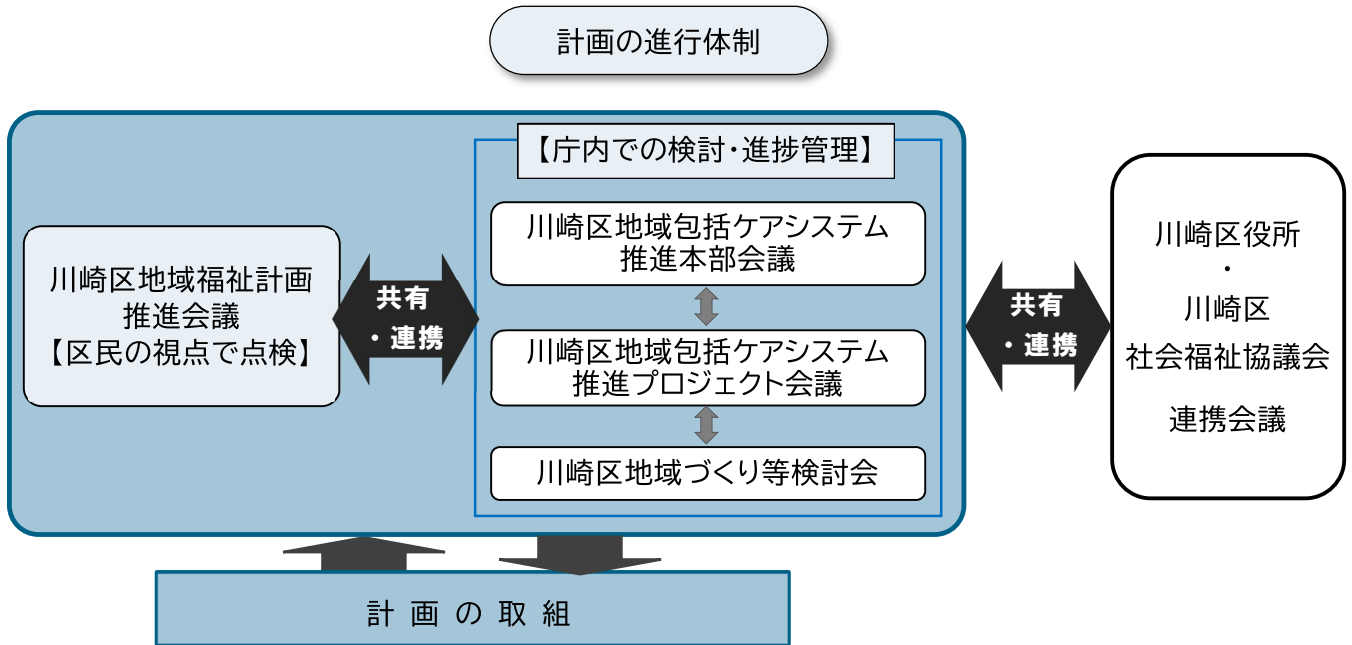 計画の進行体制
【庁内での検討・進捗管理】
川崎区地域福祉計画
推進会議
【区民の視点で点検】
共有
・連携
川崎区地域包括ケアシステム
推進本部会議
川崎区地域包括ケアシステム
推進プロジェクト会議
川崎区地域づくり等検討会
共有
・連携
川崎区役所
・
川崎区
社会福祉協議会
連携会議
計画の取組